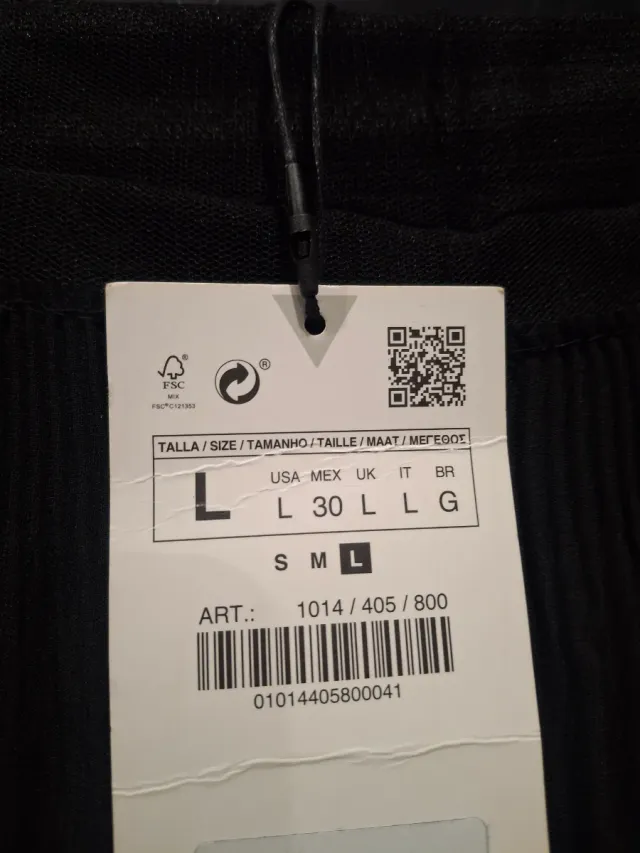 FSC®
MIX
FSC® C121353
®
TALLA / SIZE / TAMANHO / TAILLE / MAAT / ΜΕΓΕΘΟΣ
USA MEX UK IT BR
L L 30 L L G
S M L
ART.: 1014 / 405 / 800
01014405800041